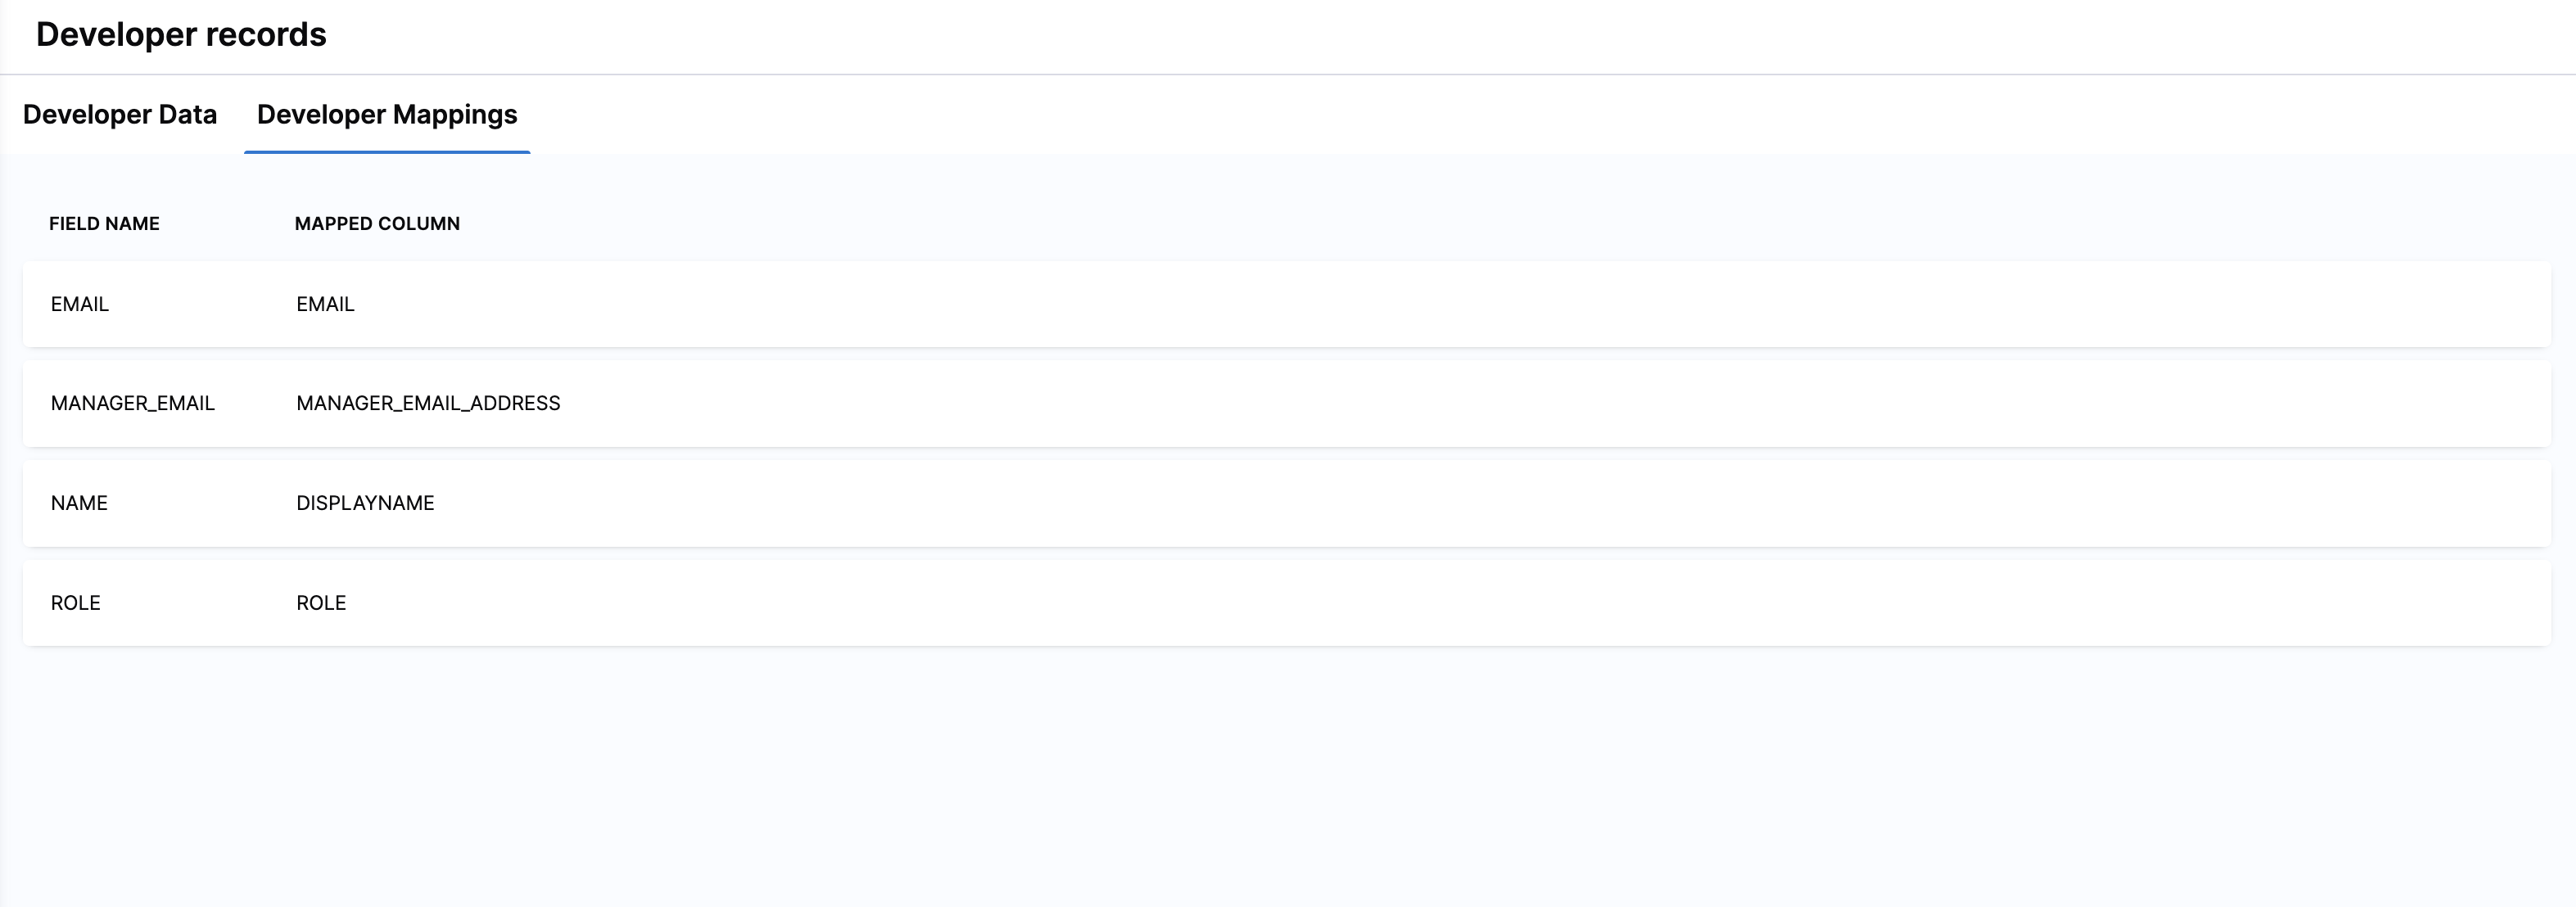 Developer records
Developer Data Developer Mappings
FIELD NAME MAPPED COLUMN
EMAIL EMAIL
MANAGER_EMAIL MANAGER_EMAIL_ADDRESS
NAME DISPLAYNAME
ROLE ROLE